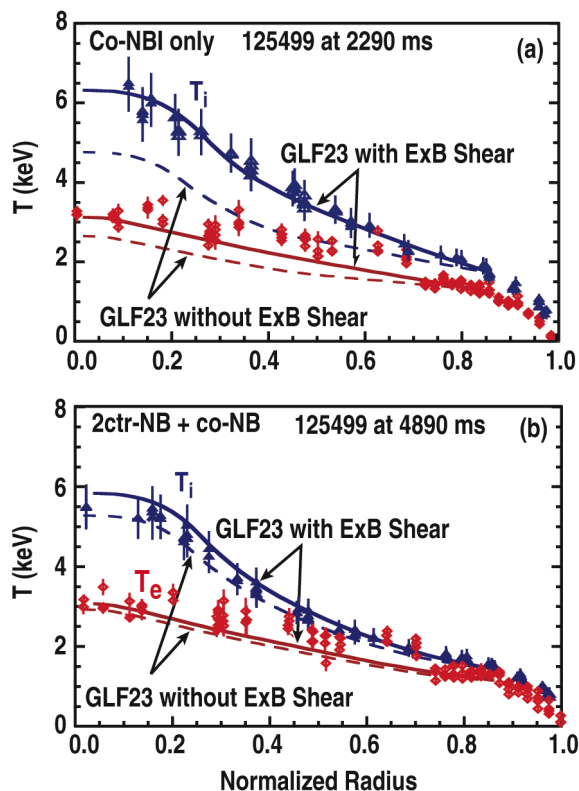 Co-NBI only 125499 at 2290 ms (a)
8
6
4
2
0
T (keV)
Ti
GLF23 with ExB Shear
GLF23 without ExB Shear
0.0 0.2 0.4 0.6 0.8 1.0
2ctr-NB + co-NB 125499 at 4890 ms (b)
8
6
4
2
0
T (keV)
Ti
GLF23 with ExB Shear
Te
GLF23 without ExB Shear
0.0 0.2 0.4 0.6 0.8 1.0
Normalized Radius